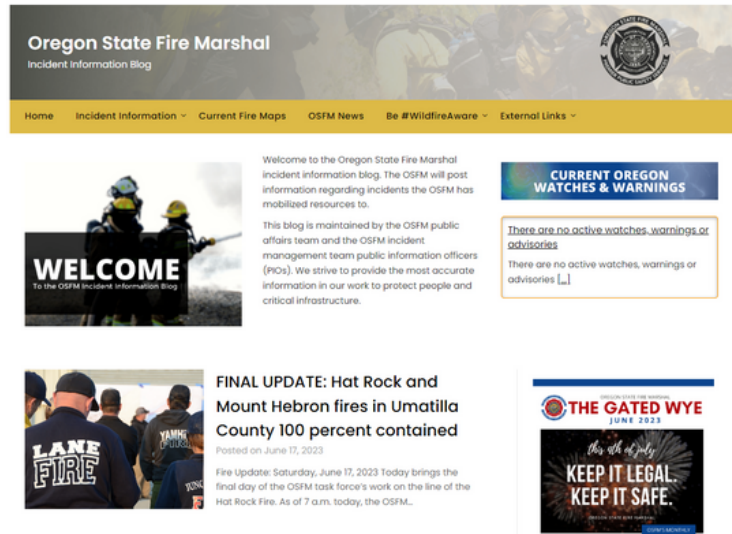 Oregon State Fire Marshal
Incident Information Blog
Home
Incident Information
Current Fire Maps
OSFM News
Be #WildfireAware
External Links
WELCOME
To the OSFM Incident Information Blog
Welcome to the Oregon State Fire Marshal
incident information blog. The OSFM will post
information regarding incidents the OSFM has
mobilized resources to.
This blog is maintained by the OSFM public
affairs team and the OSFM incident
management team public information officers
(PIOs). We strive to provide the most accurate
information in our work to protect people and
critical infrastructure.
CURRENT OREGON
WATCHES & WARNINGS
There are no active watches, warnings or
advisories
There are no active watches, warnings or
advisories [...]
LANE
FIRE
YAMH
FIRE
JUNC
FINAL UPDATE: Hat Rock and
Mount Hebron fires in Umatilla
County 100 percent contained
Posted on June 17, 2023
Fire Update: Saturday, June 17, 2023 Today brings the
final day of the OSFM task force's work on the line of the
Hat Rock Fire. As of 7 a.m. today, the OSFM...
OREGON STATE FIRE MARSHAL
THE GATED WYE
JUNE 2023
this 4th of july
KEEP IT LEGAL.
KEEP IT SAFE.
OREGON STATE FIRE MARSHAL
OSFM'S MONTHLY